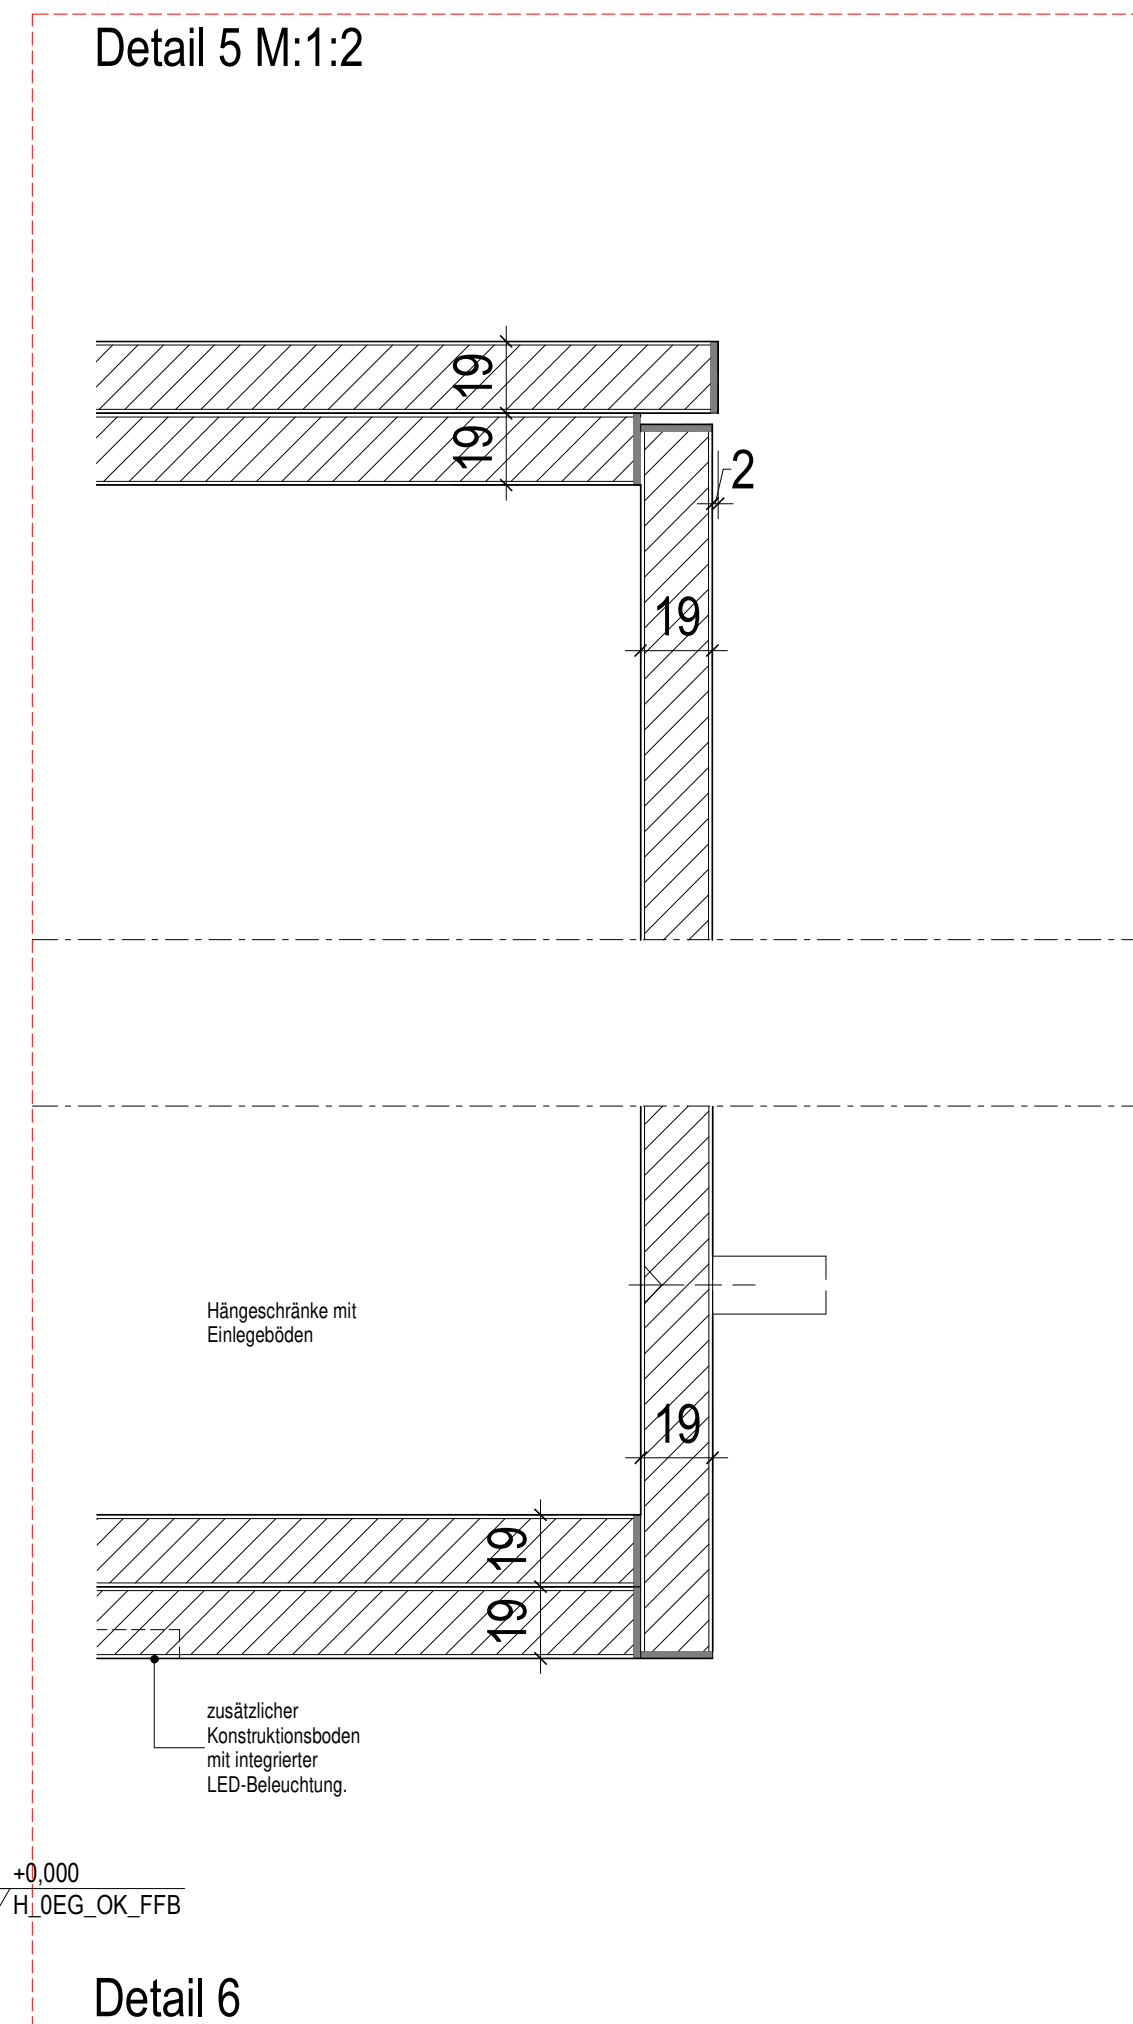 Detail 5 M:1:2
19
19
2
19
Hängeschränke mit
Einlegeböden
19
19
19
zusätzlicher
Konstruktionsboden
mit integrierter
LED-Beleuchtung.
+0,000
H_0EG_OK_FFB
Detail 6